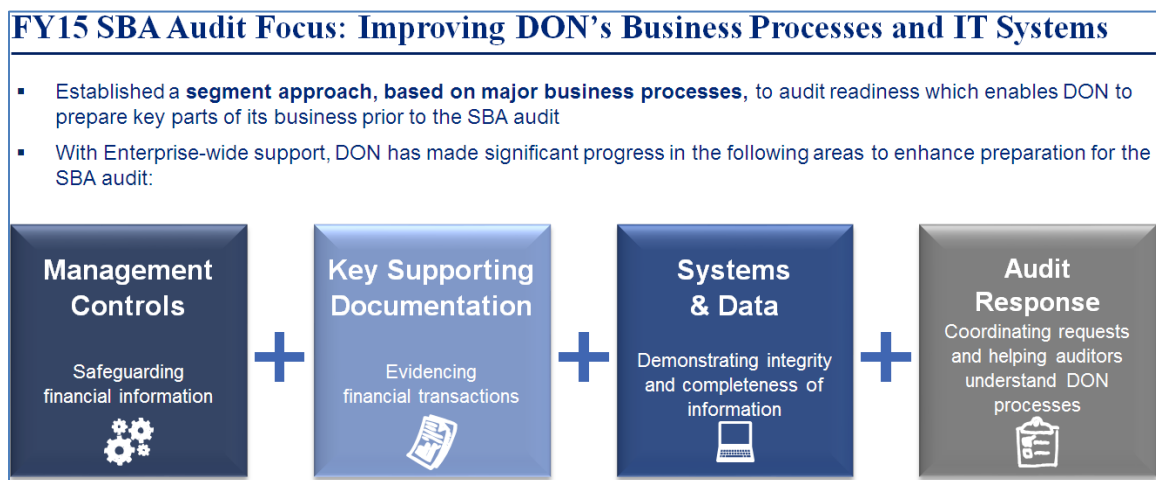 FY15 SBA Audit Focus: Improving DON's Business Processes and IT Systems
▪ Established a segment approach, based on major business processes, to audit readiness which enables DON to
prepare key parts of its business prior to the SBA audit
▪ With Enterprise-wide support, DON has made significant progress in the following areas to enhance preparation for the
SBA audit:
Management
Controls
Safeguarding
financial information
+
Key Supporting
Documentation
Evidencing
financial transactions
+
Systems
& Data
Demonstrating integrity
and completeness of
information
+
Audit
Response
Coordinating requests
and helping auditors
understand DON
processes